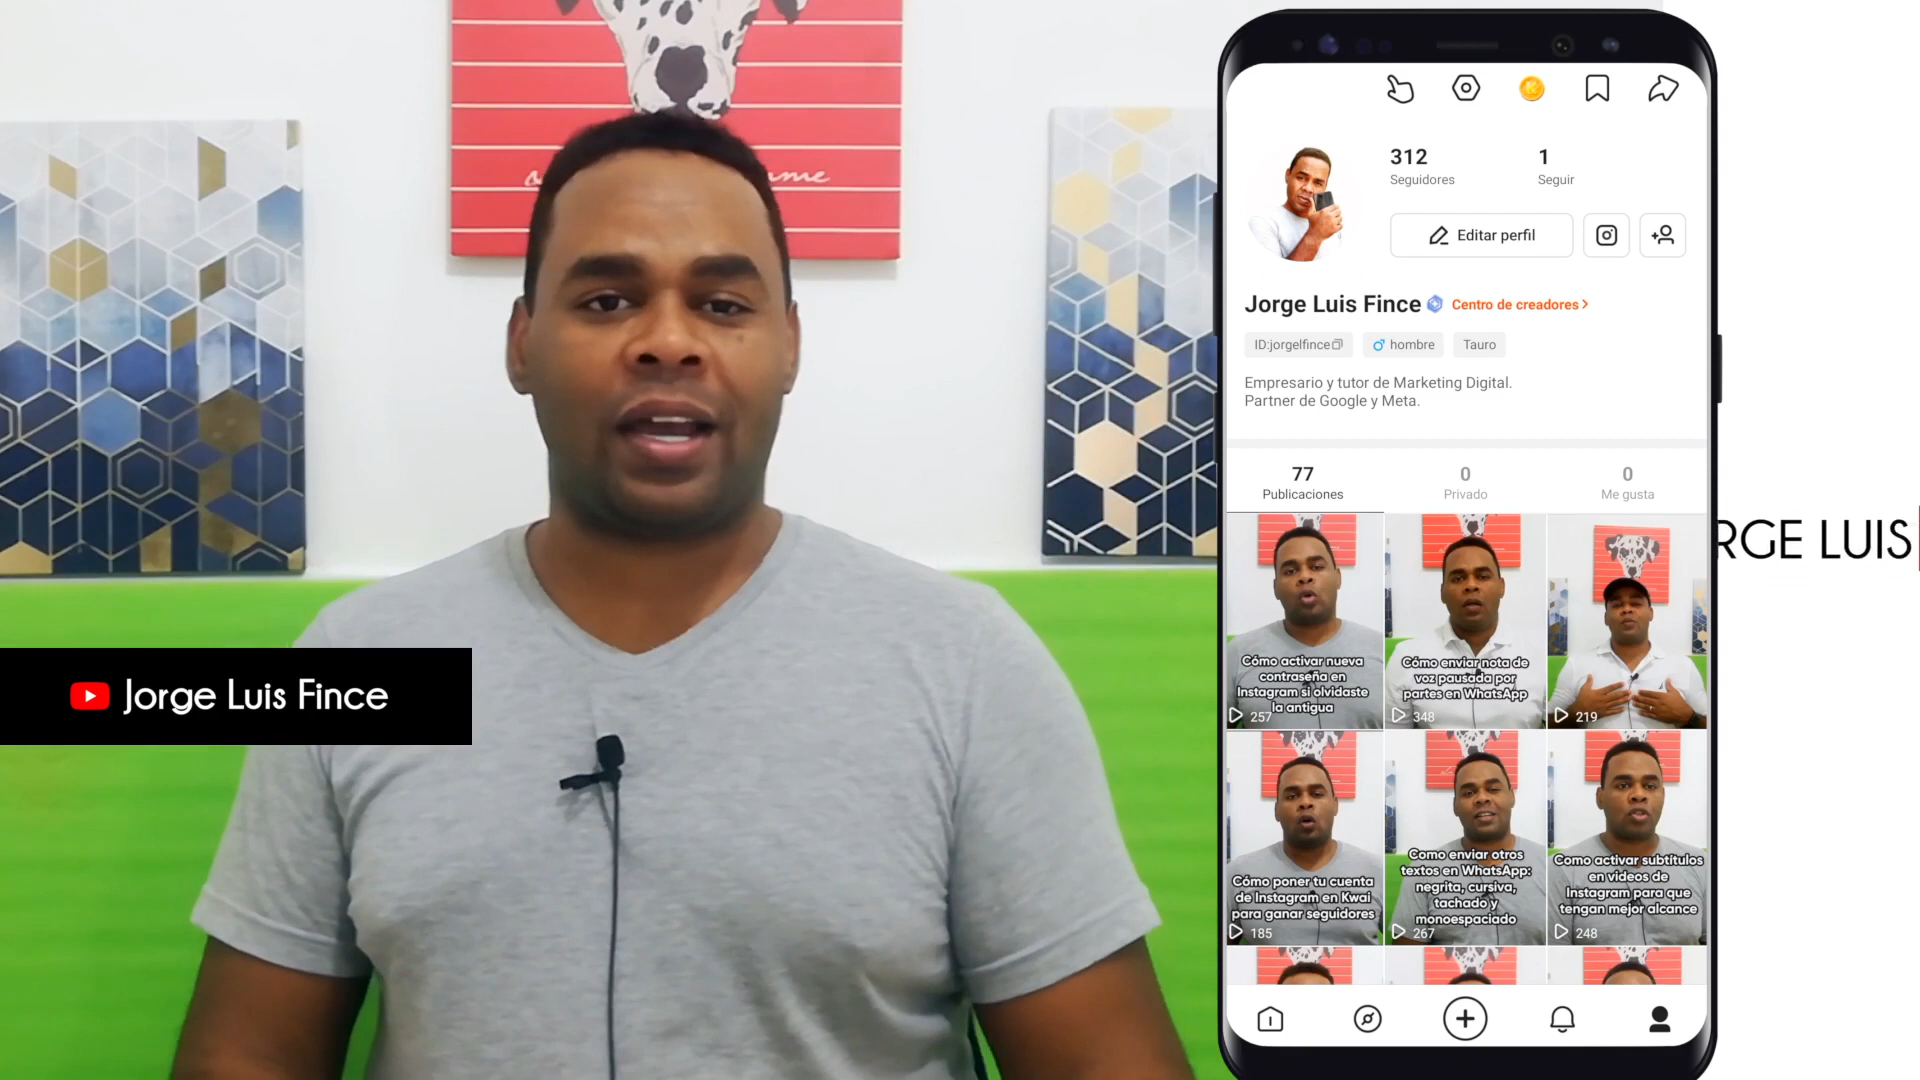 me
Jorge Luis Fince
312
Seguidores
1
Seguir
Editar perfil
Jorge Luis Fince
Centro de creadores
ID:jorgelfince
hombre
Tauro
Empresario y tutor de Marketing Digital.
Partner de Google y Meta.
77
Publicaciones
0
Privado
0
Me gusta
Cómo activar nueva
contraseña en
Instagram si olvidaste
la antigua
257
Cómo enviar nota de
voz pausada por
partes en WhatsApp
348
219
Cómo poner tu cuenta
de Instagram en Kwai
para ganar seguidores
185
Como enviar otros
textos en WhatsApp:
negrita, cursiva,
tachado y
monoespaciado
267
Como activar subtítulos
en videos de
Instagram para que
tengan mejor alcance
248
RGE LUIS